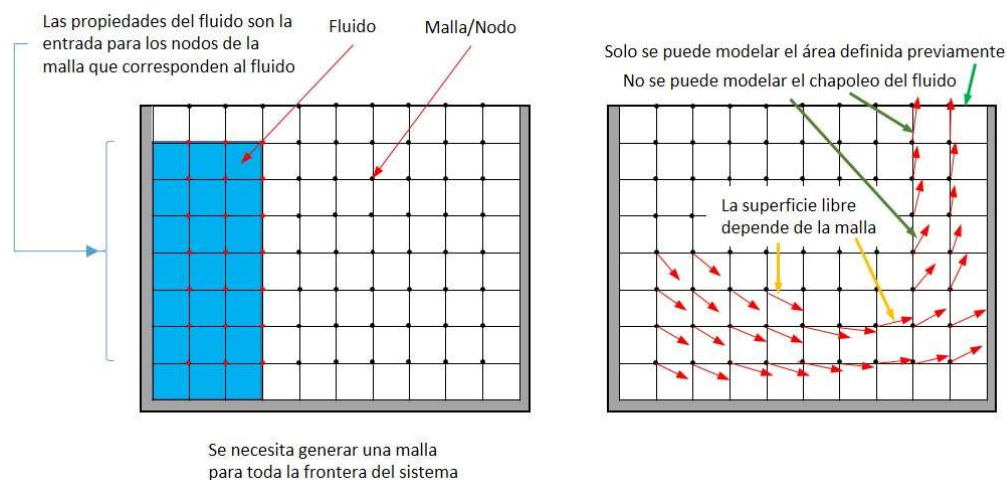 Las propiedades del fluido son la
entrada para los nodos de la
malla que corresponden al fluido
Fluido
Malla/Nodo
Solo se puede modelar el área definida previamente
No se puede modelar el chapoleo del fluido
La superficie libre
depende de la malla
Se necesita generar una malla
para toda la frontera del sistema